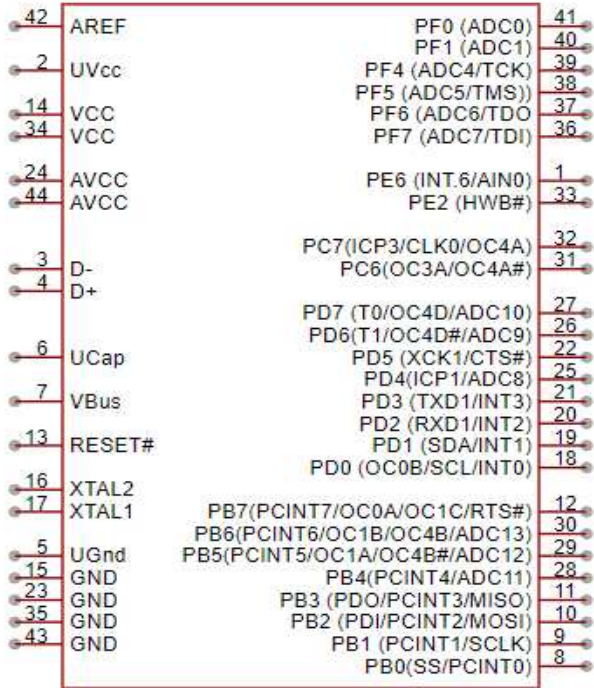 42 AREF PF0 (ADC0) 41
PF1 (ADC1) 40
2 UVcc PF4 (ADC4/TCK) 39
PF5 (ADC5/TMS)) 38
14 VCC PF6 (ADC6/TDO 37
34 VCC PF7 (ADC7/TDI) 36
24 AVCC PE6 (INT.6/AIN0) 1
44 AVCC PE2 (HWB#) 33
PC7(ICP3/CLK0/OC4A) 32
3 D- PC6(OC3A/OC4A#) 31
4 D+
PD7 (T0/OC4D/ADC10) 27
PD6(T1/OC4D#/ADC9) 26
6 UCap PD5 (XCK1/CTS#) 22
PD4(ICP1/ADC8) 25
7 VBus PD3 (TXD1/INT3) 21
PD2 (RXD1/INT2) 20
13 RESET# PD1 (SDA/INT1) 19
PD0 (OC0B/SCL/INT0) 18
16 XTAL2
17 XTAL1 PB7(PCINT7/OC0A/OC1C/RTS#) 12
PB6(PCINT6/OC1B/OC4B/ADC13) 30
5 UGnd PB5(PCINT5/OC1A/OC4B#/ADC12) 29
15 GND PB4(PCINT4/ADC11) 28
23 GND PB3 (PDO/PCINT3/MISO) 11
35 GND PB2 (PDI/PCINT2/MOSI) 10
43 GND PB1 (PCINT1/SCLK) 9
PB0(SS/PCINT0) 8